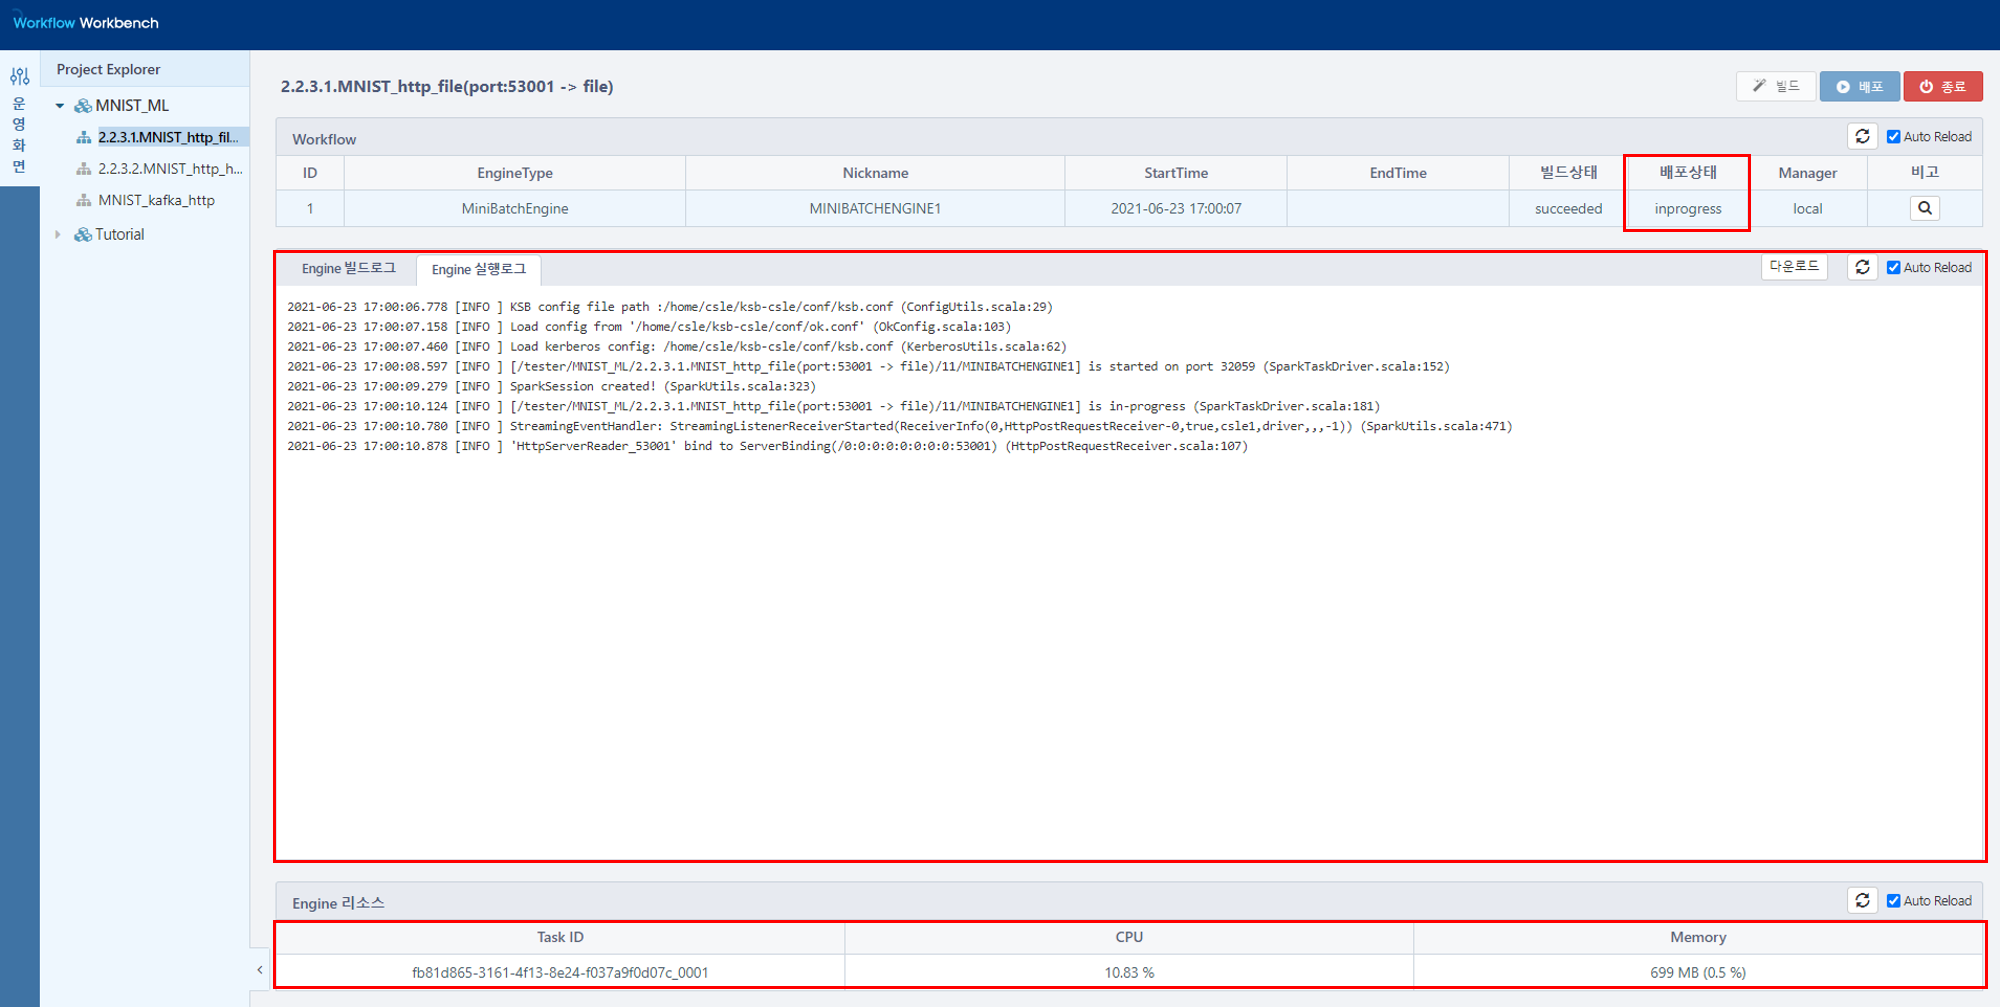 Workflow Workbench
운영화면
Project Explorer
MNIST_ML
2.2.3.1.MNIST_http_fil...
2.2.3.2.MNIST_http_h...
MNIST_kafka_http
Tutorial
2.2.3.1.MNIST_http_file(port:53001 -> file)
빌드 배포 종료
Workflow Auto Reload
ID EngineType Nickname StartTime EndTime 빌드상태 배포상태 Manager 비고
1 MiniBatchEngine MINIBATCHENGINE1 2021-06-23 17:00:07 succeeded inprogress local
Engine 빌드로그 Engine 실행로그 다운로드 Auto Reload
2021-06-23 17:00:06.778 [INFO ] KSB config file path :/home/csle/ksb-csle/conf/ksb.conf (ConfigUtils.scala:29)
2021-06-23 17:00:07.158 [INFO ] Load config from '/home/csle/ksb-csle/conf/ok.conf' (OkConfig.scala:103)
2021-06-23 17:00:07.460 [INFO ] Load kerberos config: /home/csle/ksb-csle/conf/ksb.conf (KerberosUtils.scala:62)
2021-06-23 17:00:08.597 [INFO ] [/tester/MNIST_ML/2.2.3.1.MNIST_http_file(port:53001 -> file)/11/MINIBATCHENGINE1] is started on port 32059 (SparkTaskDriver.scala:152)
2021-06-23 17:00:09.279 [INFO ] SparkSession created! (SparkUtils.scala:323)
2021-06-23 17:00:10.124 [INFO ] [/tester/MNIST_ML/2.2.3.1.MNIST_http_file(port:53001 -> file)/11/MINIBATCHENGINE1] is in-progress (SparkTaskDriver.scala:181)
2021-06-23 17:00:10.780 [INFO ] StreamingEventHandler: StreamingListenerReceiverStarted(ReceiverInfo(0,HttpPostRequestReceiver-0,true,csle1,driver,,,-1)) (SparkUtils.scala:471)
2021-06-23 17:00:10.878 [INFO ] 'HttpServerReader_53001' bind to ServerBinding(/0:0:0:0:0:0:0:0:53001) (HttpPostRequestReceiver.scala:107)
Engine 리소스 Auto Reload
Task ID CPU Memory
fb81d865-3161-4f13-8e24-f037a9f0d07c_0001 10.83 % 699 MB (0.5 %)